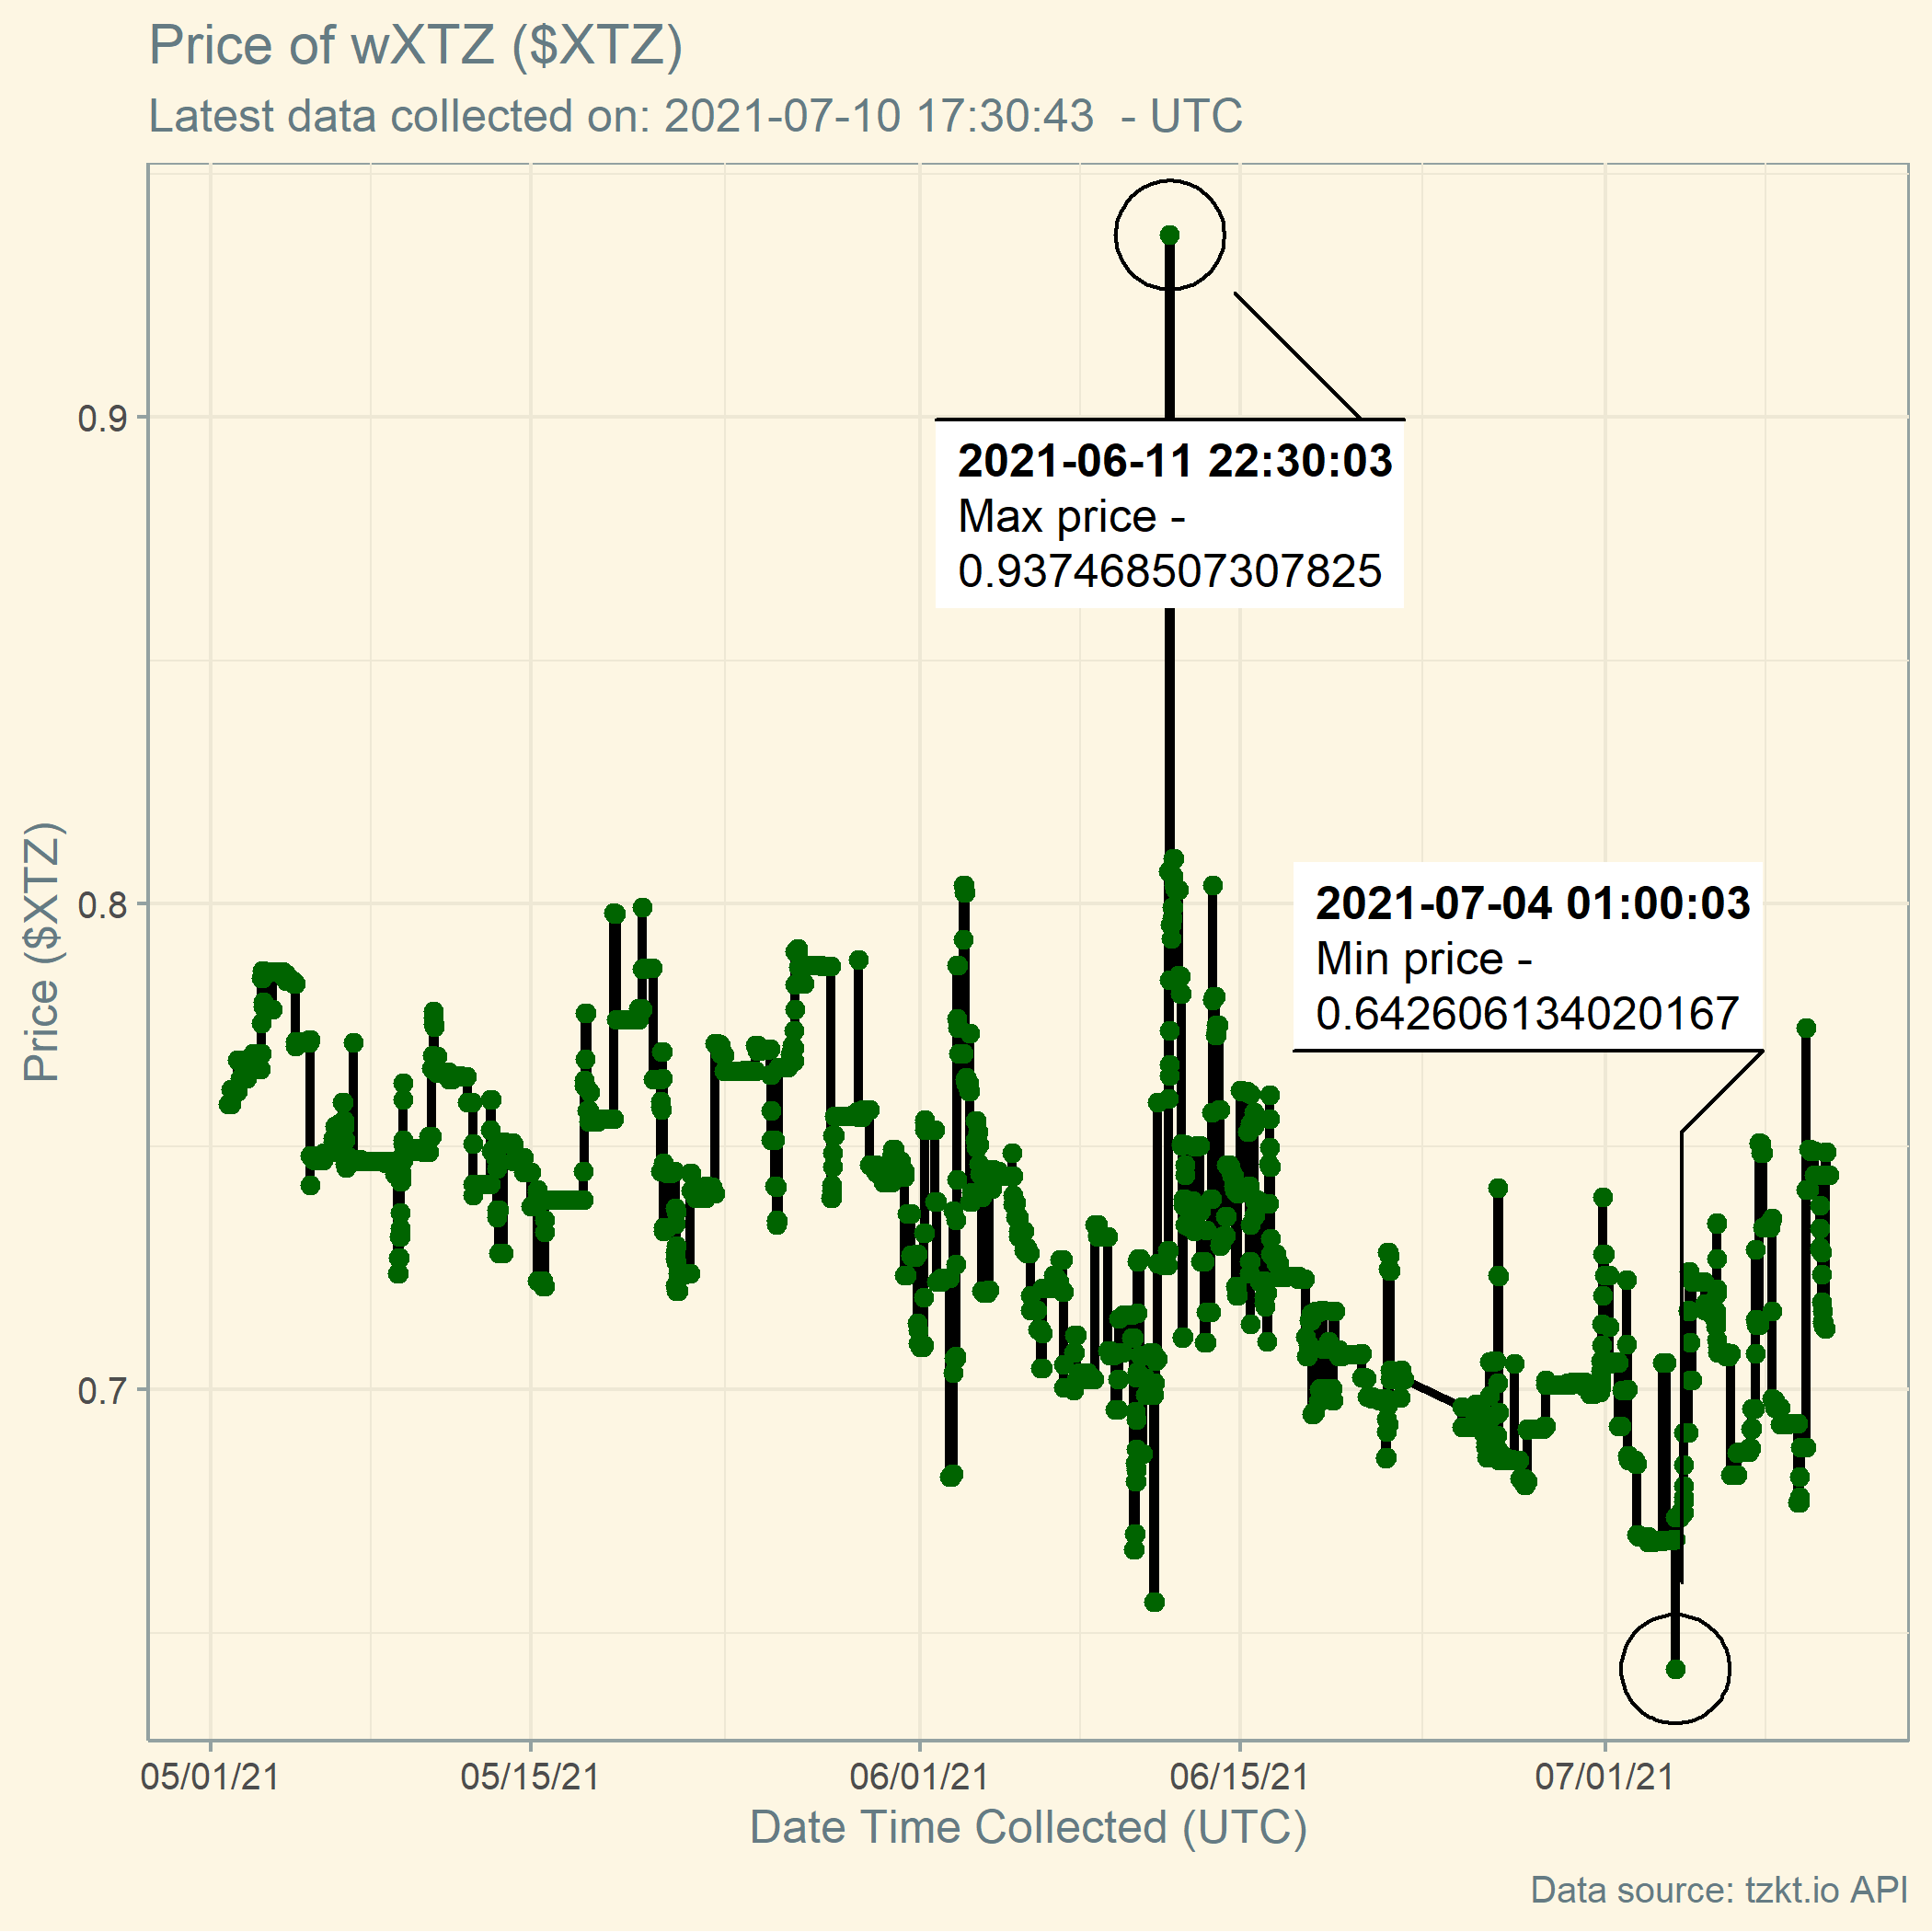 Price of wXTZ ($XTZ)
Latest data collected on: 2021-07-10 17:30:43  - UTC
Price ($XTZ)
0.9
0.8
0.7
2021-06-11 22:30:03
Max price -
0.937468507307825
2021-07-04 01:00:03
Min price -
0.642606134020167
05/01/21
05/15/21
06/01/21
06/15/21
07/01/21
Date Time Collected (UTC)
Data source: tzkt.io API